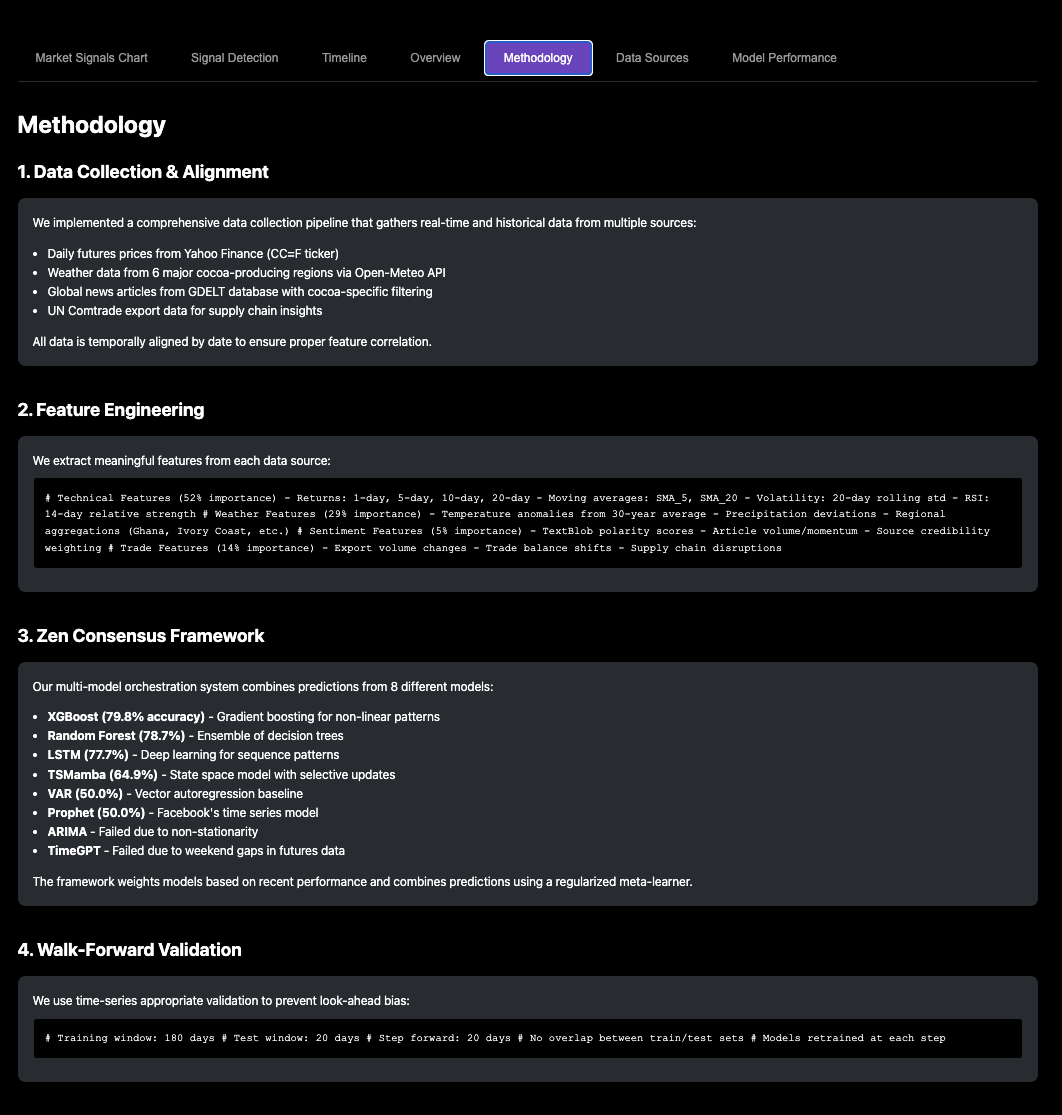 Market Signals Chart
Signal Detection
Timeline
Overview
Methodology
Data Sources
Model Performance
Methodology
1. Data Collection & Alignment
We implemented a comprehensive data collection pipeline that gathers real-time and historical data from multiple sources:
• Daily futures prices from Yahoo Finance (CC=F ticker)
• Weather data from 6 major cocoa-producing regions via Open-Meteo API
• Global news articles from GDELT database with cocoa-specific filtering
• UN Comtrade export data for supply chain insights
All data is temporally aligned by date to ensure proper feature correlation.
2. Feature Engineering
We extract meaningful features from each data source:
# Technical Features (52% importance) - Returns: 1-day, 5-day, 10-day, 20-day - Moving averages: SMA_5, SMA_20 - Volatility: 20-day rolling std - RSI:
14-day relative strength # Weather Features (29% importance) - Temperature anomalies from 30-year average - Precipitation deviations - Regional
aggregations (Ghana, Ivory Coast, etc.) # Sentiment Features (5% importance) - TextBlob polarity scores - Article volume/momentum - Source credibility
weighting # Trade Features (14% importance) - Export volume changes - Trade balance shifts - Supply chain disruptions
3. Zen Consensus Framework
Our multi-model orchestration system combines predictions from 8 different models:
• XGBoost (79.8% accuracy) - Gradient boosting for non-linear patterns
• Random Forest (78.7%) - Ensemble of decision trees
• LSTM (77.7%) - Deep learning for sequence patterns
• TSMamba (64.9%) - State space model with selective updates
• VAR (50.0%) - Vector autoregression baseline
• Prophet (50.0%) - Facebook's time series model
• ARIMA - Failed due to non-stationarity
• TimeGPT - Failed due to weekend gaps in futures data
The framework weights models based on recent performance and combines predictions using a regularized meta-learner.
4. Walk-Forward Validation
We use time-series appropriate validation to prevent look-ahead bias:
# Training window: 180 days # Test window: 20 days # Step forward: 20 days # No overlap between train/test sets # Models retrained at each step